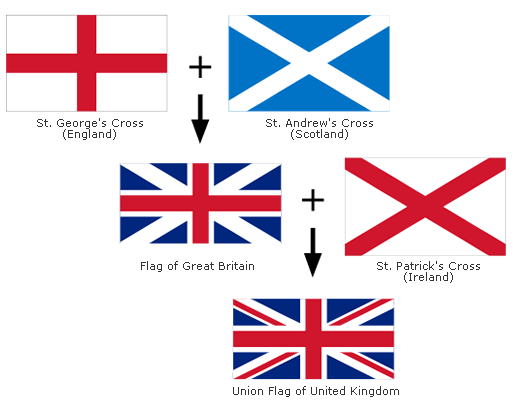 St. George's Cross
(England)
St. Andrew's Cross
(Scotland)
Flag of Great Britain
St. Patrick's Cross
(Ireland)
Union Flag of United Kingdom